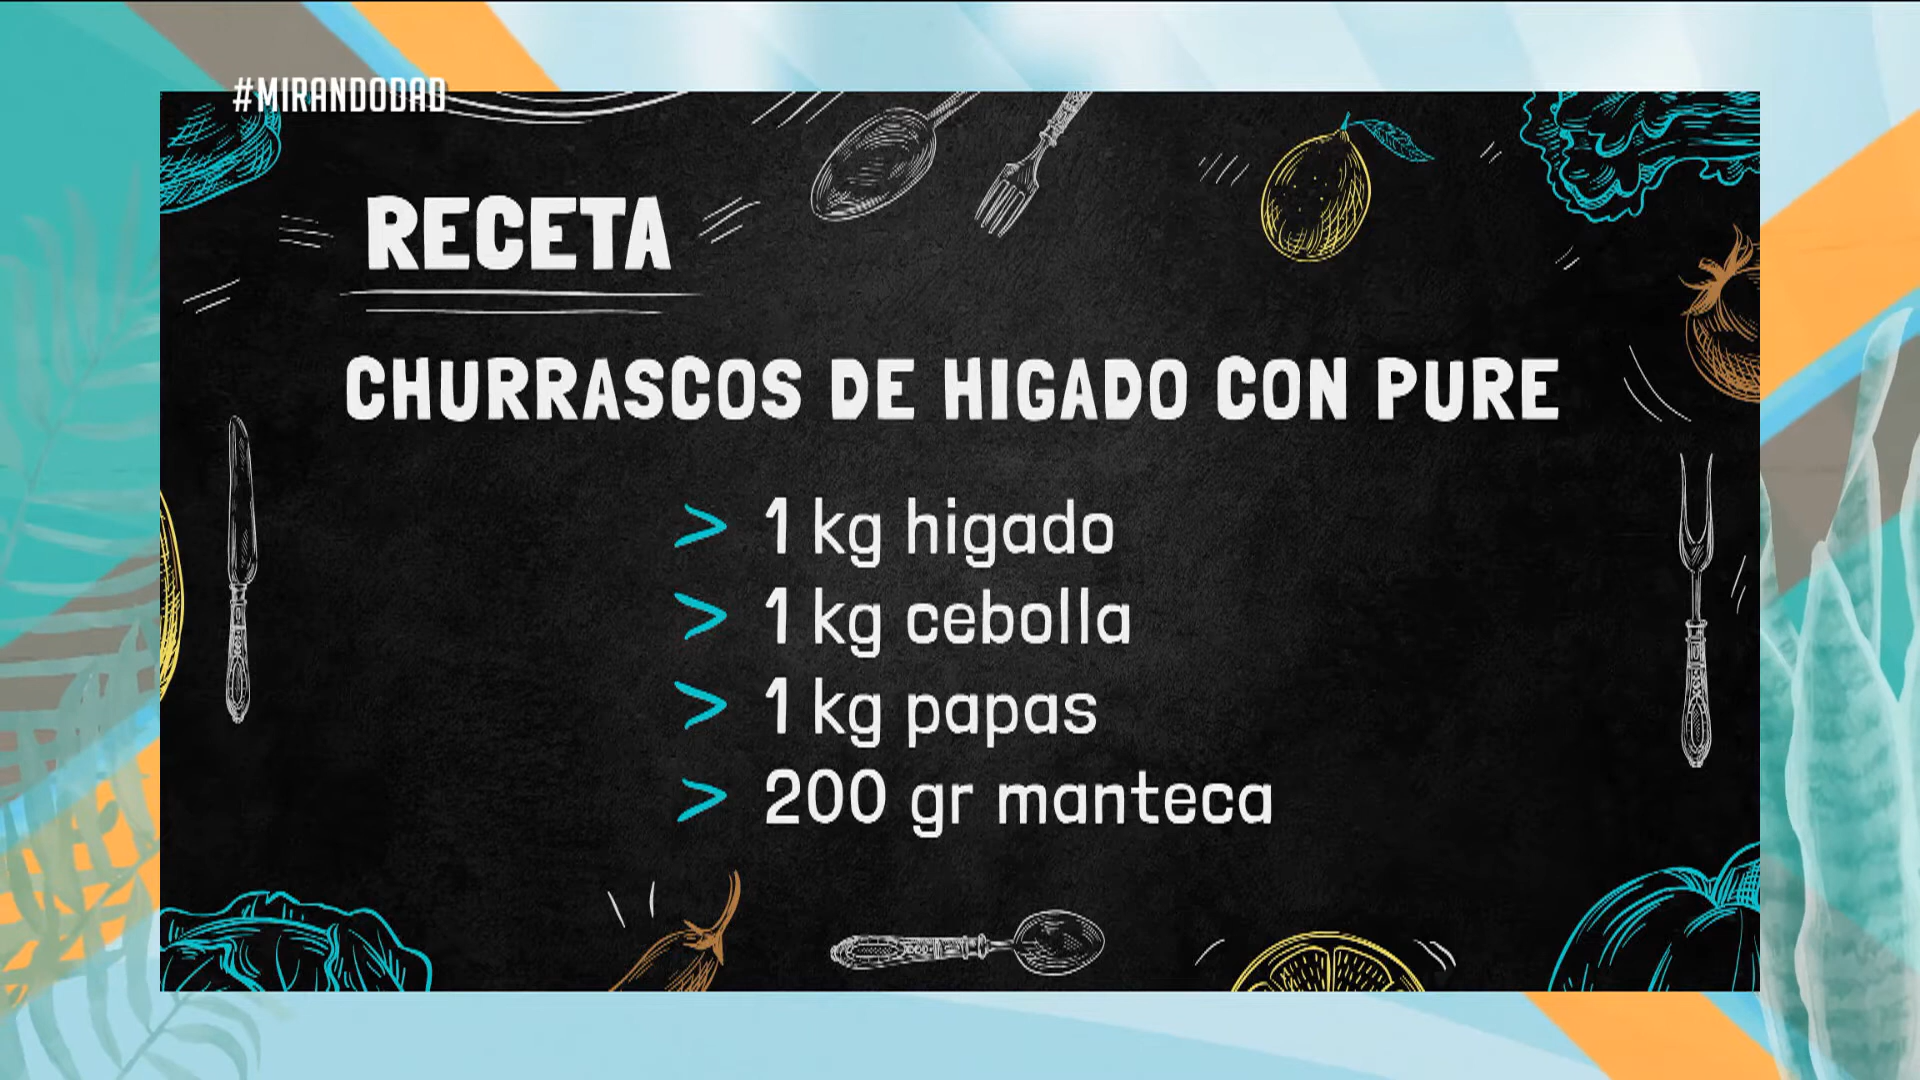 #MIRANDODAD
RECETA
CHURRASCOS DE HIGADO CON PURE
> 1 kg higado
> 1 kg cebolla
> 1 kg papas
> 200 gr manteca